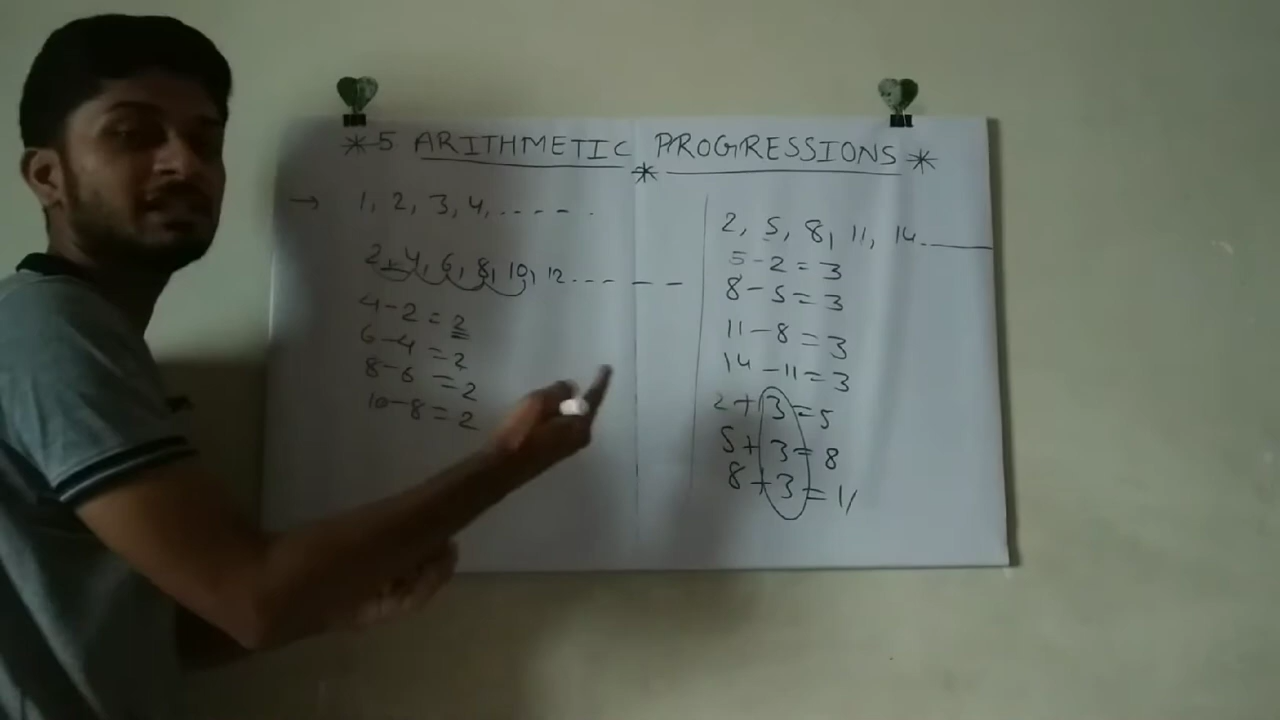 *5 ARITHMETIC PROGRESSIONS *
*
→ 1, 2, 3, 4, - - - - .
2, 4, 6, 8, 10, 12 - - - - - -
4 - 2 = 2
6 - 4 = 2
8 - 6 = 2
10 - 8 = 2
2, 5, 8, 11, 14 ___
5 - 2 = 3
8 - 5 = 3
11 - 8 = 3
14 - 11 = 3
2 + 3 = 5
5 + 3 = 8
8 + 3 = 11